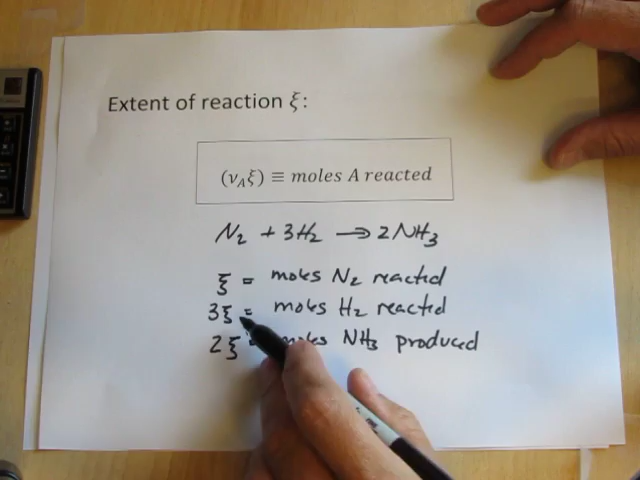 Extent of reaction ξ:
(ν_A ξ) ≡ moles A reacted
N₂ + 3H₂ → 2NH₃
ξ = moles N₂ reacted
3ξ = moles H₂ reacted
2ξ = moles NH₃ produced